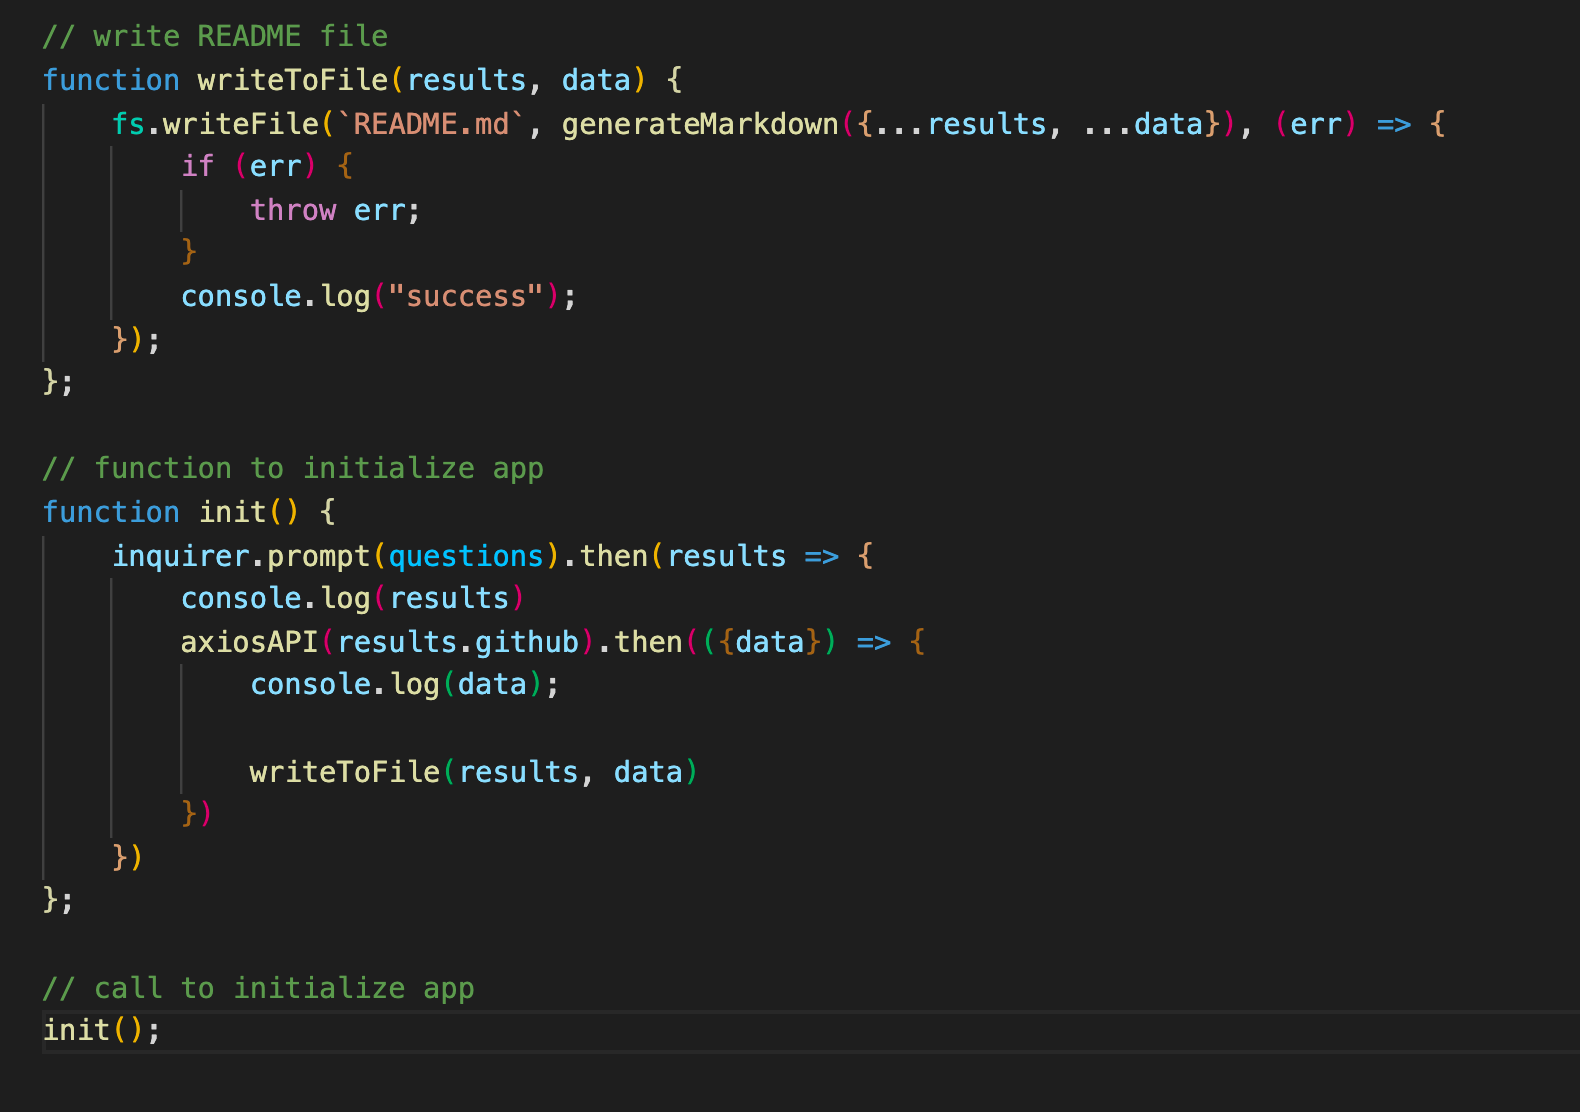 // write README file
function writeToFile(results, data) {
    fs.writeFile(`README.md`, generateMarkdown({...results, ...data}), (err) => {
        if (err) {
            throw err;
        }
        console.log("success");
    });
};

// function to initialize app
function init() {
    inquirer.prompt(questions).then(results => {
        console.log(results)
        axiosAPI(results.github).then(({data}) => {
            console.log(data);

            writeToFile(results, data)
        })
    })
};

// call to initialize app
init();